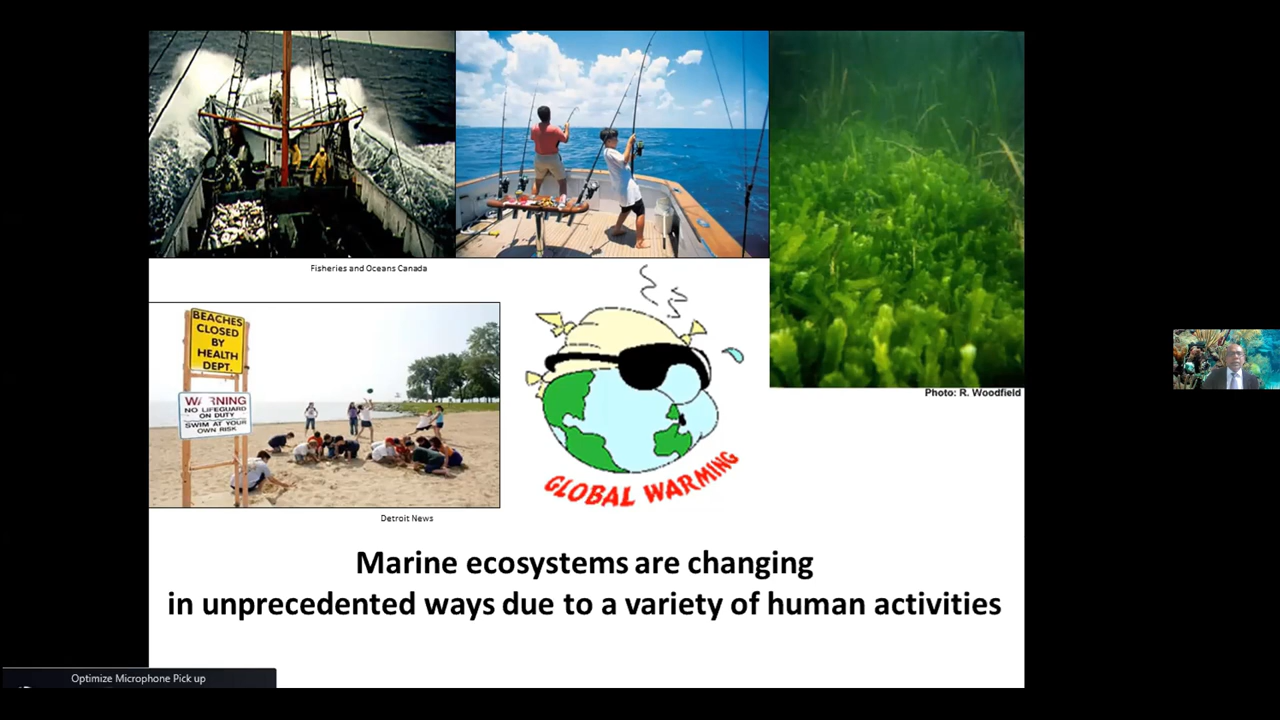 Fisheries and Oceans Canada
BEACHES
CLOSED
BY
HEALTH
DEPT.
WARNING
NO LIFEGUARD
ON DUTY
SWIM AT YOUR
OWN RISK
Photo: R. Woodfield
GLOBAL WARMING
Detroit News
Marine ecosystems are changing
in unprecedented ways due to a variety of human activities
Optimize Microphone Pick up